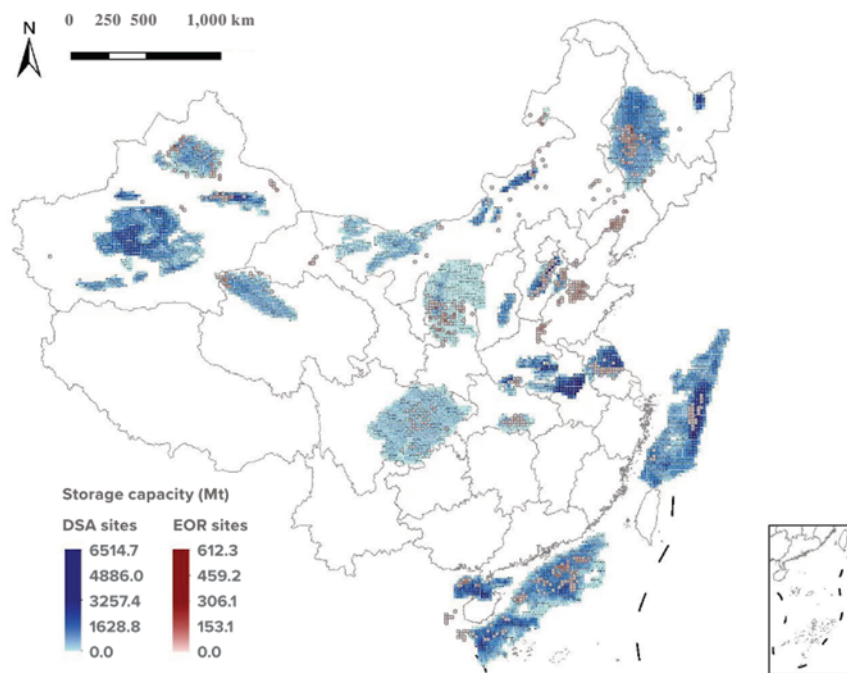 0 250 500 1,000 km
N
Storage capacity (Mt)
DSA sites EOR sites
6514.7 612.3
4886.0 459.2
3257.4 306.1
1628.8 153.1
0.0 0.0